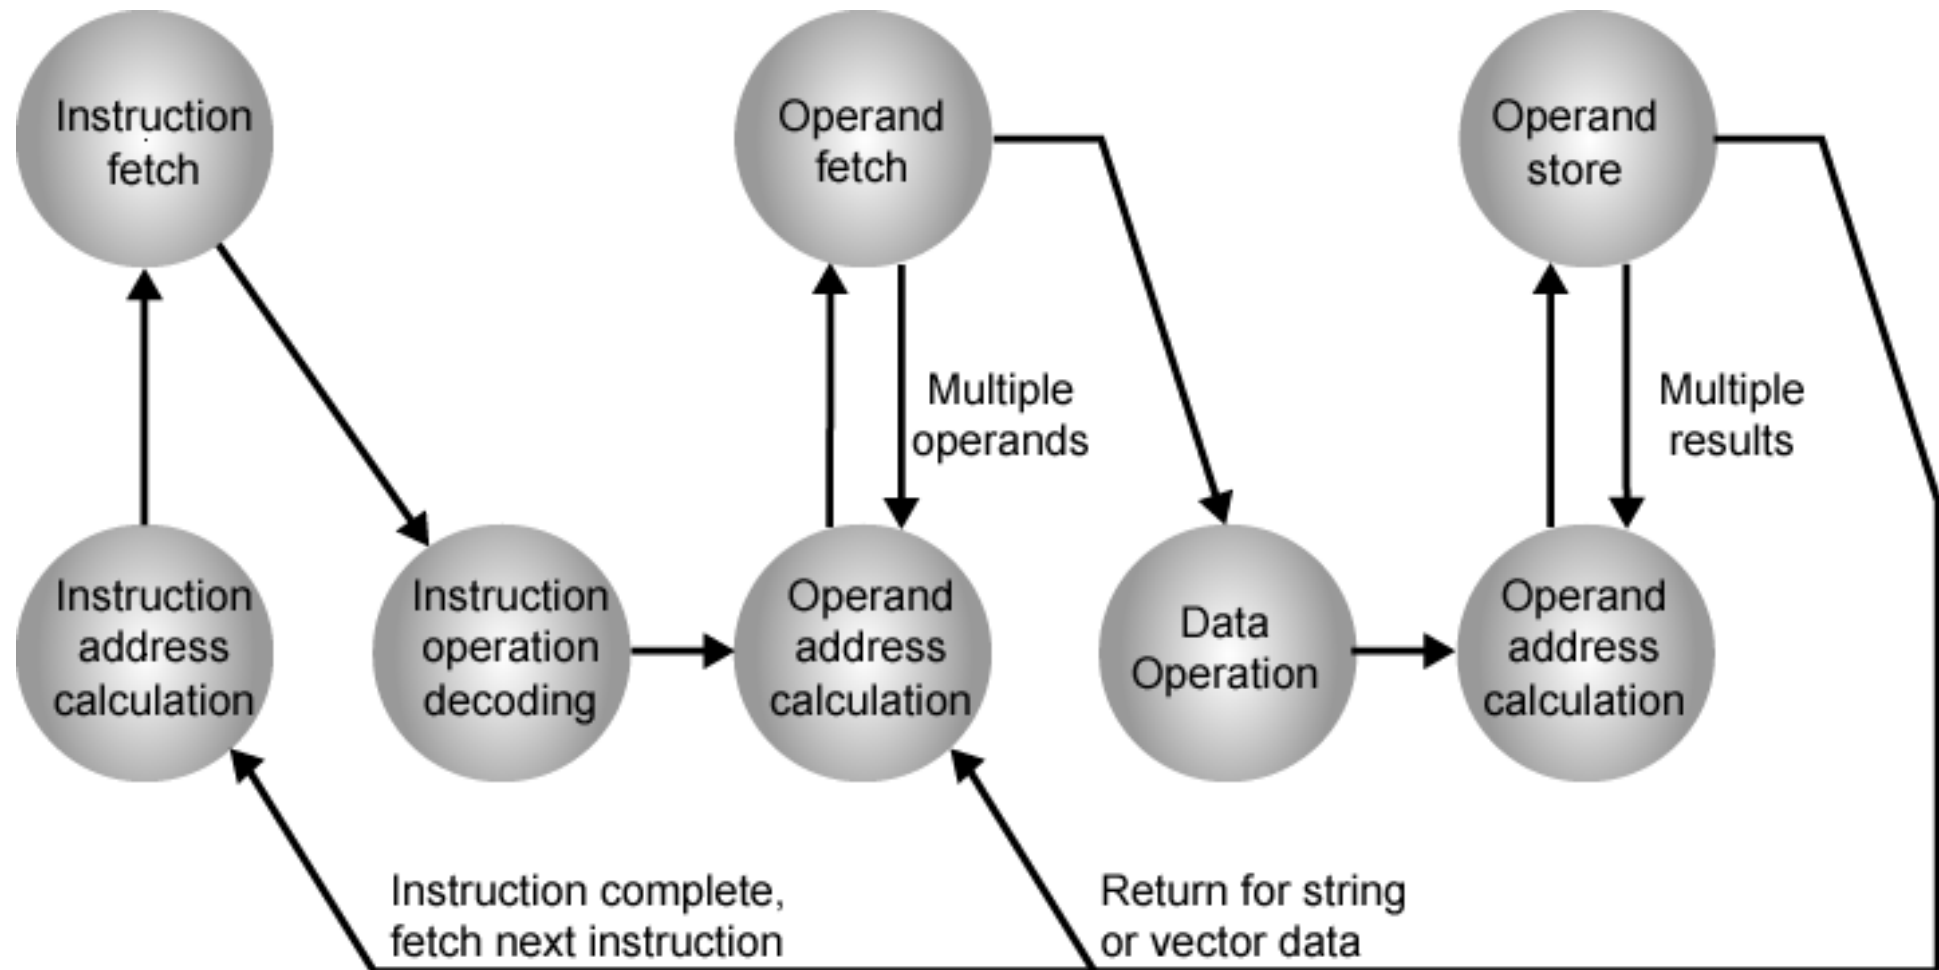 Instruction
fetch
Operand
fetch
Operand
store
Multiple
operands
Multiple
results
Instruction
address
calculation
Instruction
operation
decoding
Operand
address
calculation
Data
Operation
Operand
address
calculation
Instruction complete,
fetch next instruction
Return for string
or vector data